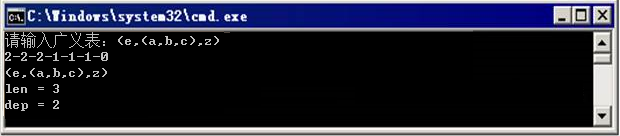 C:\Windows\system32\cmd.exe
请输入广义表：(e,(a,b,c),z)
2-2-2-1-1-1-0
(e,(a,b,c),z)
len = 3
dep = 2